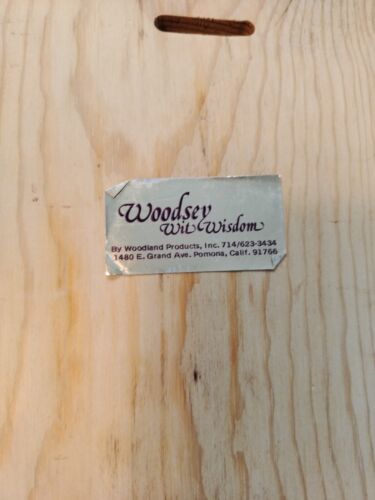 Woodsey
Wit Wisdom
By Woodland Products, Inc. 714/623-3434
1480 E. Grand Ave. Pomona, Calif. 91766